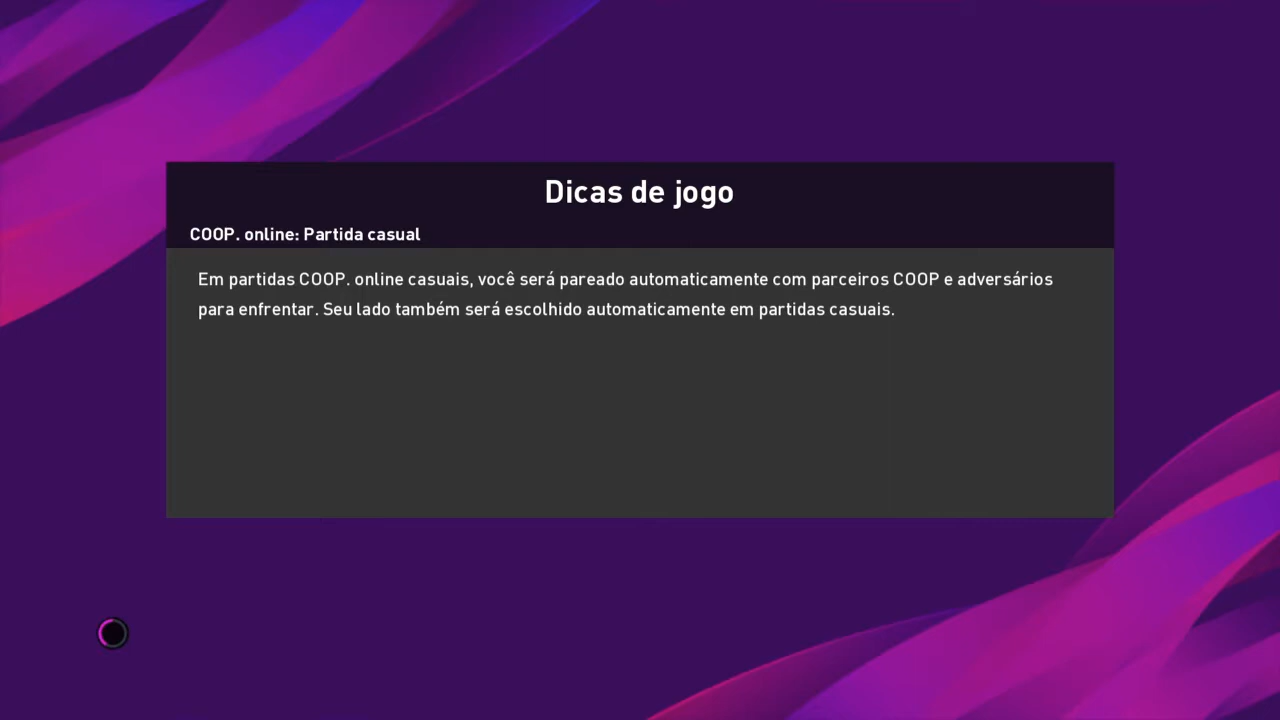 Dicas de jogo
COOP. online: Partida casual
Em partidas COOP. online casuais, você será pareado automaticamente com parceiros COOP e adversários
para enfrentar. Seu lado também será escolhido automaticamente em partidas casuais.